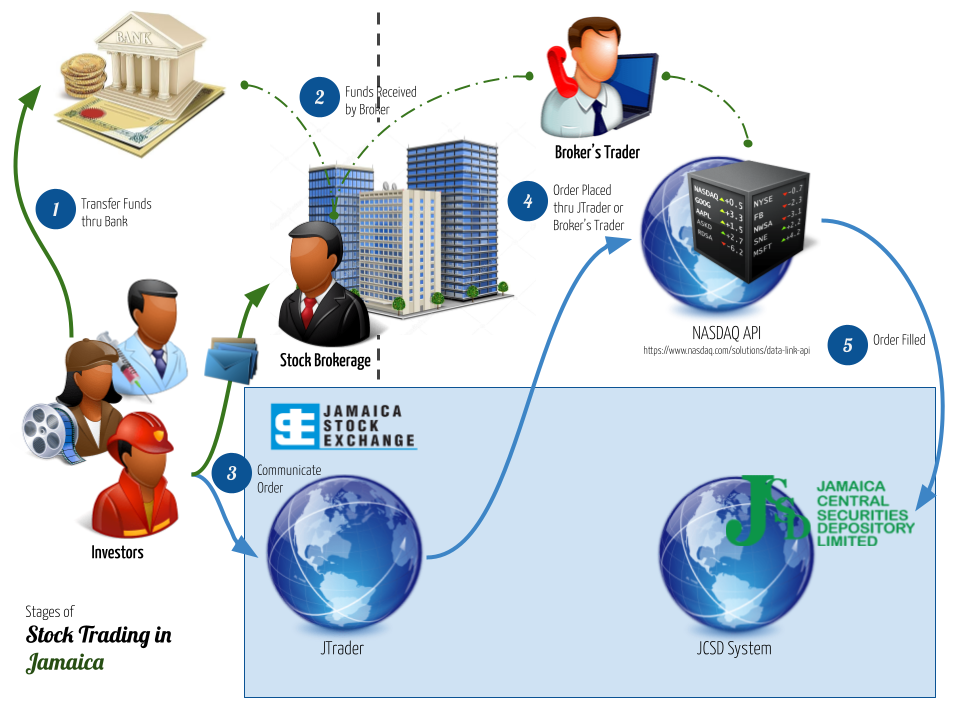 BANK
2
Funds Received
by Broker
Broker's Trader
1
Transfer Funds
thru Bank
4
Order Placed
thru JTrader or
Broker's Trader
NASDAQ +0.5
GOOG +3.3
AAPL +1.5
ASKD +2.7
RDSA -6.2
NYSE -0.7
FB -2.3
NWSA -3.1
SNE +2.2
MSFT +4.2
NASDAQ API
https://www.nasdaq.com/solutions/data-link-api
5
Order Filled
Stock Brokerage
JSE
JAMAICA
STOCK
EXCHANGE
3
Communicate
Order
Investors
JTrader
JCSD
JAMAICA
CENTRAL
SECURITIES
DEPOSITORY
LIMITED
JCSD System
Stages of
Stock Trading in
Jamaica